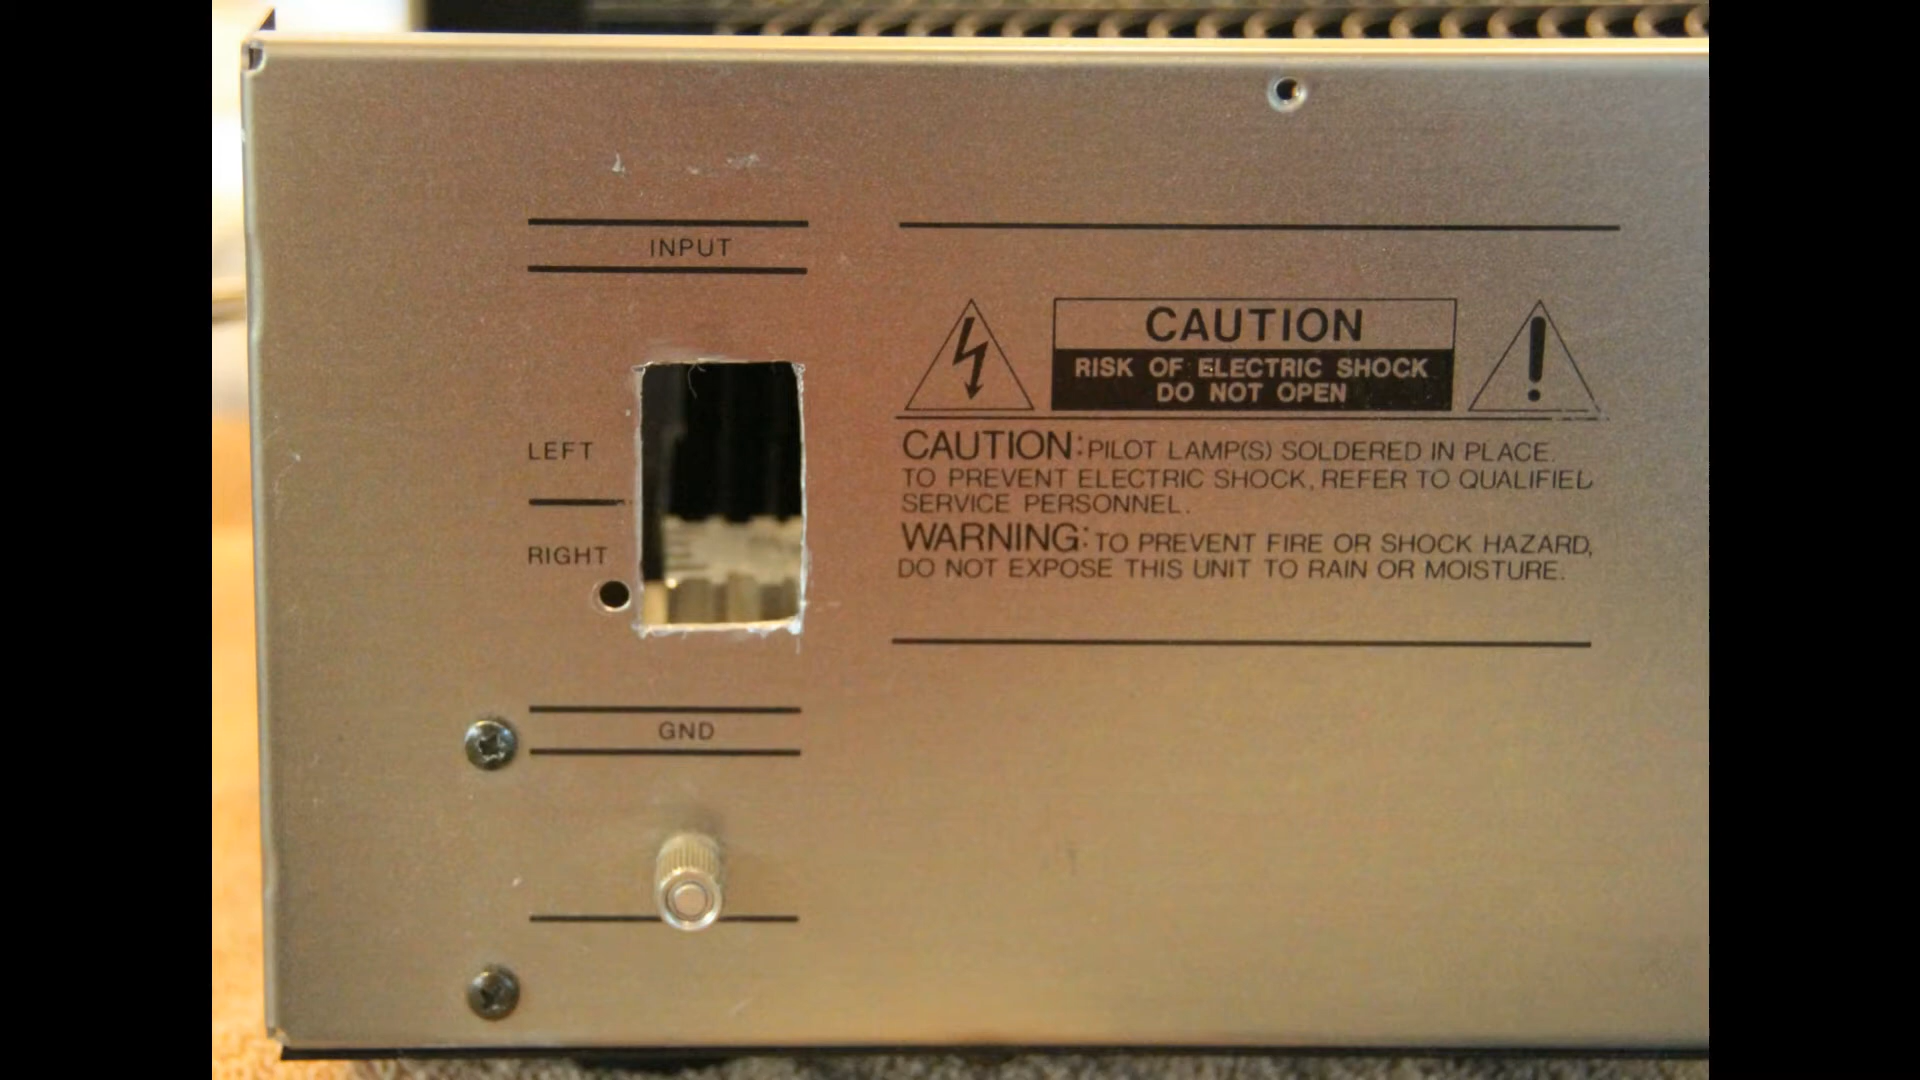 INPUT
LEFT
RIGHT
GND
CAUTION
RISK OF ELECTRIC SHOCK
DO NOT OPEN
CAUTION: PILOT LAMP(S) SOLDERED IN PLACE.
TO PREVENT ELECTRIC SHOCK, REFER TO QUALIFIED
SERVICE PERSONNEL.
WARNING: TO PREVENT FIRE OR SHOCK HAZARD,
DO NOT EXPOSE THIS UNIT TO RAIN OR MOISTURE.